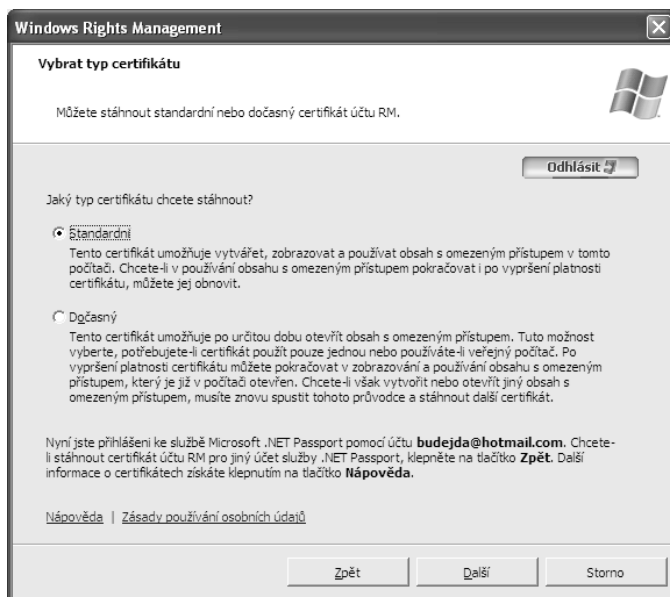 Windows Rights Management
Vybrat typ certifikátu
Můžete stáhnout standardní nebo dočasný certifikát účtu RM.
Odhlásit
Jaký typ certifikátu chcete stáhnout?
Standardní
Tento certifikát umožňuje vytvářet, zobrazovat a používat obsah s omezeným přístupem v tomto
počítači. Chcete-li v používání obsahu s omezeným přístupem pokračovat i po vypršení platnosti
certifikátu, můžete jej obnovit.
Dočasný
Tento certifikát umožňuje po určitou dobu otevřít obsah s omezeným přístupem. Tuto možnost
vyberte, potřebujete-li certifikát použít pouze jednou nebo používáte-li veřejný počítač. Po
vypršení platnosti certifikátu můžete pokračovat v zobrazování a používání obsahu s omezeným
přístupem, který je již v počítači otevřen. Chcete-li však vytvořit nebo otevřít jiný obsah s
omezeným přístupem, musíte znovu spustit tohoto průvodce a stáhnout další certifikát.
Nyní jste přihlášeni ke službě Microsoft .NET Passport pomocí účtu budejda@hotmail.com. Chcete-
li stáhnout certifikát účtu RM pro jiný účet služby .NET Passport, klepněte na tlačítko Zpět. Další
informace o certifikátech získáte klepnutím na tlačítko Nápověda.
Nápověda | Zásady používání osobních údajů
Zpět Další Storno